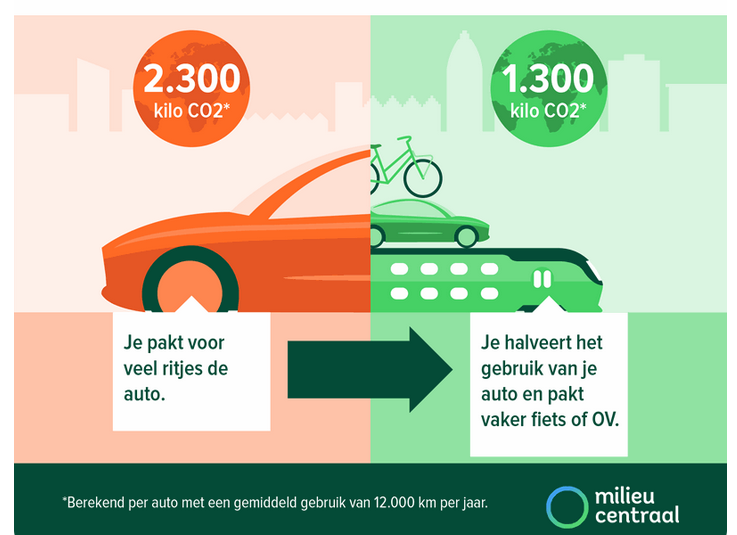 2.300
kilo CO2*
1.300
kilo CO2*
Je pakt voor
veel ritjes de
auto.
Je halveert het
gebruik van je
auto en pakt
vaker fiets of OV.
*Berekend per auto met een gemiddeld gebruik van 12.000 km per jaar.
milieu
centraal